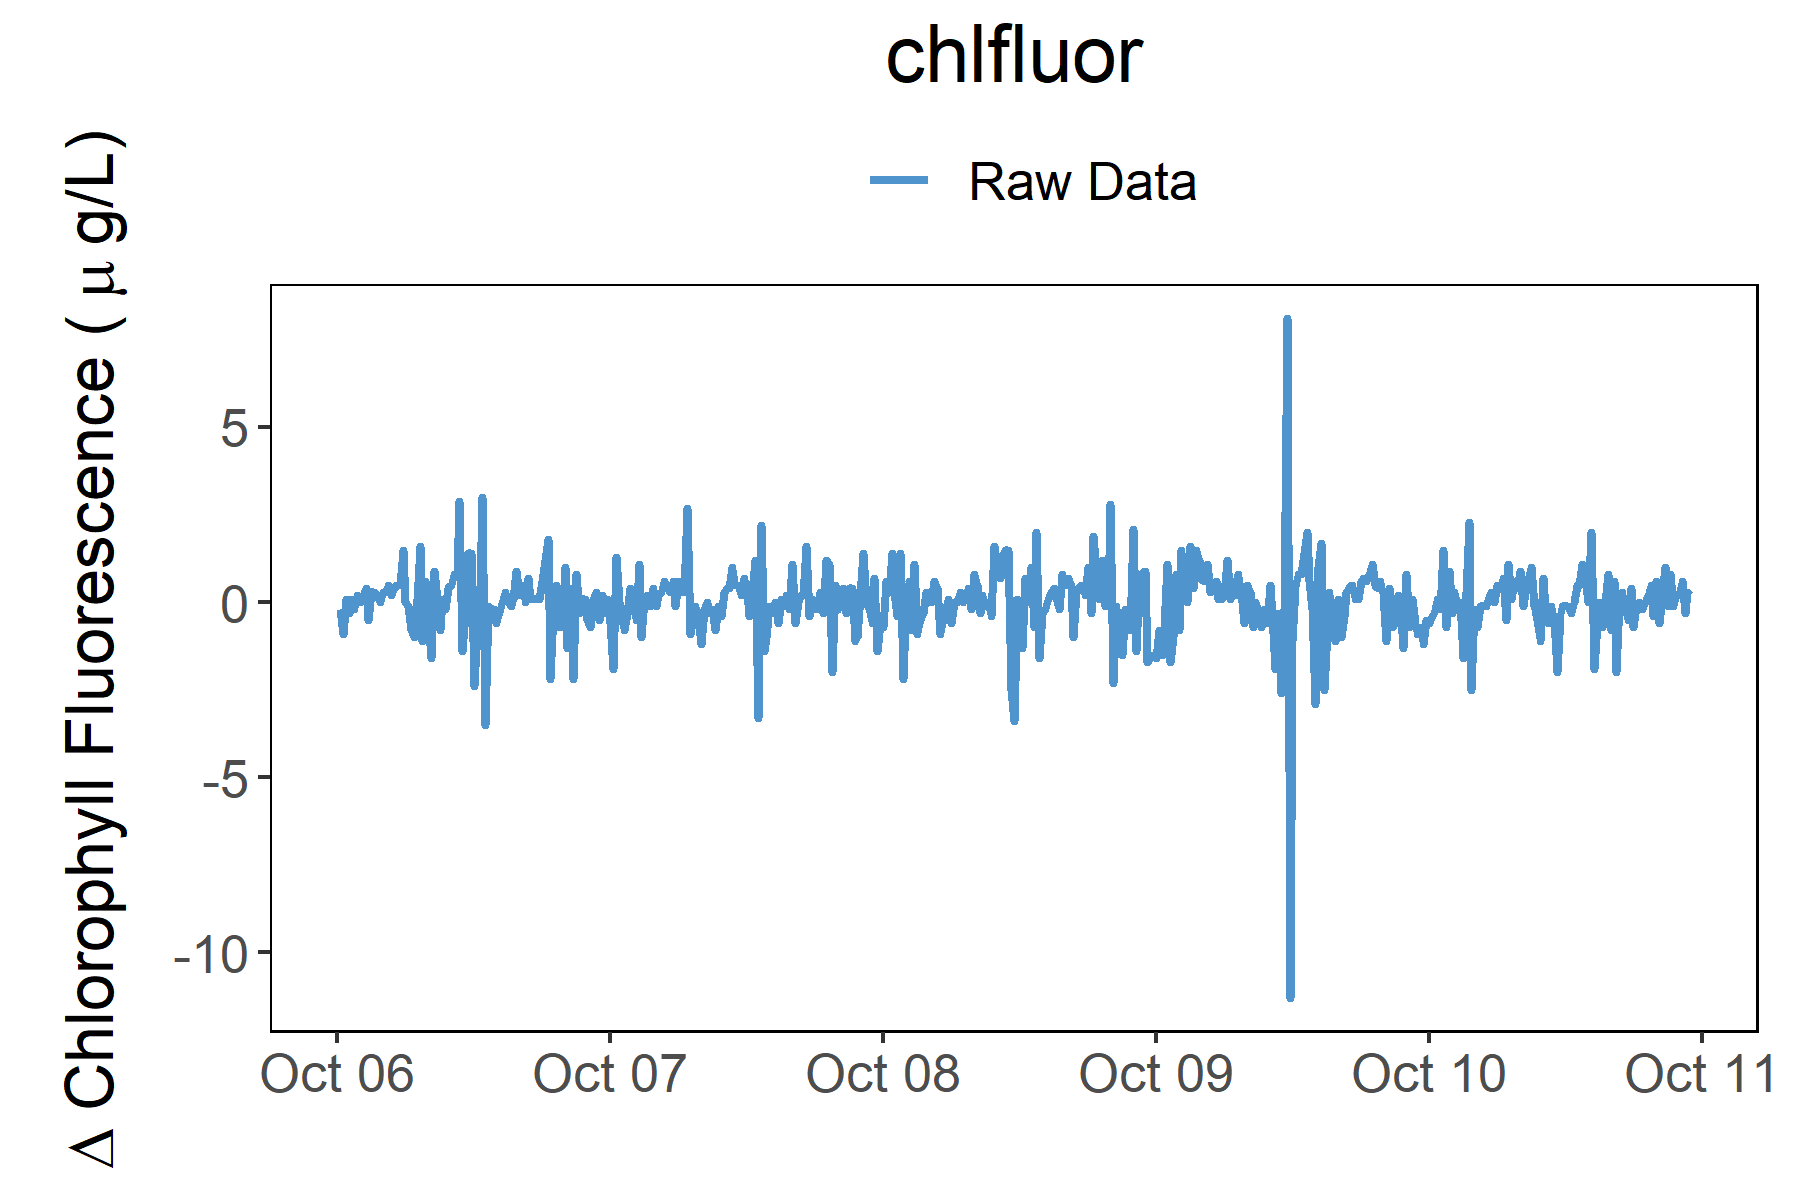 chlfluor
Raw Data
Δ Chlorophyll Fluorescence ( μ g/L)
5
0
-5
-10
Oct 06 Oct 07 Oct 08 Oct 09 Oct 10 Oct 11